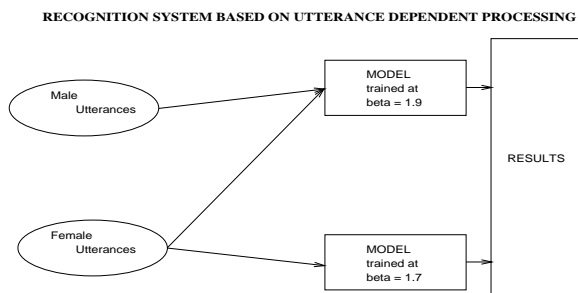 RECOGNITION SYSTEM BASED ON UTTERANCE DEPENDENT PROCESSING
Male
Utterances
MODEL
trained at
beta = 1.9
RESULTS
Female
Utterances
MODEL
trained at
beta = 1.7